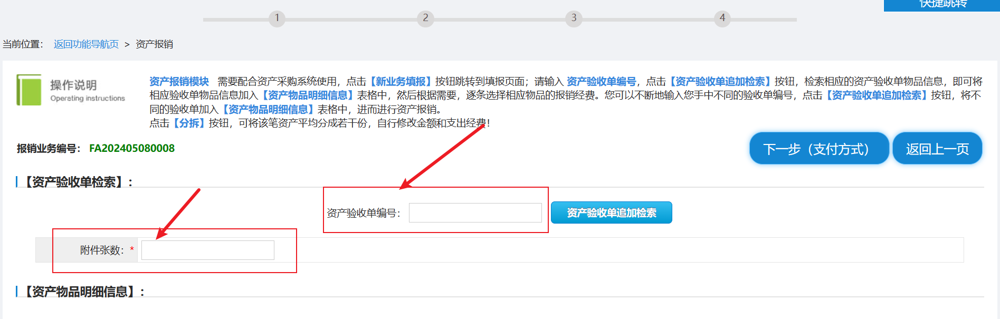 快捷跳转
1 2 3 4
当前位置： 返回功能导航页 > 资产报销
操作说明
Operating instructions
资产报销模块 需要配合资产采购系统使用，点击【新业务填报】按钮跳转到填报页面；请输入 资产验收单编号，点击【资产验收单追加检索】按钮，检索相应的资产验收单物品信息，即可将
相应验收单物品信息加入【资产物品明细信息】表格中，然后根据需要，逐条选择相应物品的报销经费。您可以不断地输入您手中不同的验收单编号，点击【资产验收单追加检索】按钮，将不
同的验收单加入【资产物品明细信息】表格中，进而进行资产报销。
点击【分拆】按钮，可将该笔资产平均分成若干份，自行修改金额和支出经费！
报销业务编号： FA202405080008
下一步（支付方式） 返回上一页
【资产验收单检索】：
资产验收单编号： 资产验收单追加检索
附件张数：*
【资产物品明细信息】：